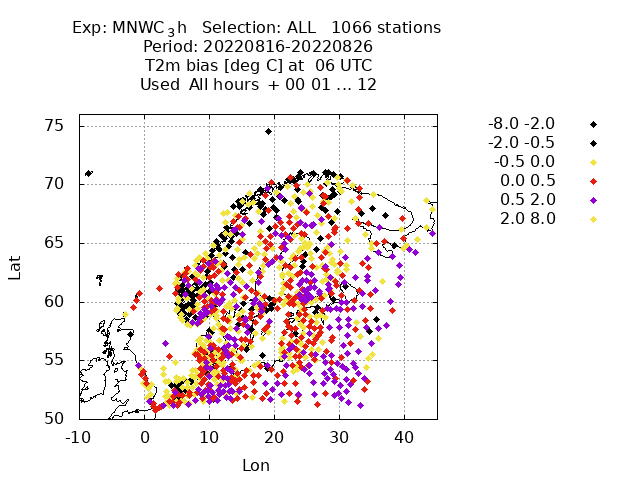 Exp: MNWC_3h Selection: ALL 1066 stations
Period: 20220816-20220826
T2m bias [deg C] at 06 UTC
Used All hours + 00 01 ... 12
-8.0 -2.0
-2.0 -0.5
-0.5 0.0
0.0 0.5
0.5 2.0
2.0 8.0
75
70
65
60
55
50
Lat
-10 0 10 20 30 40
Lon